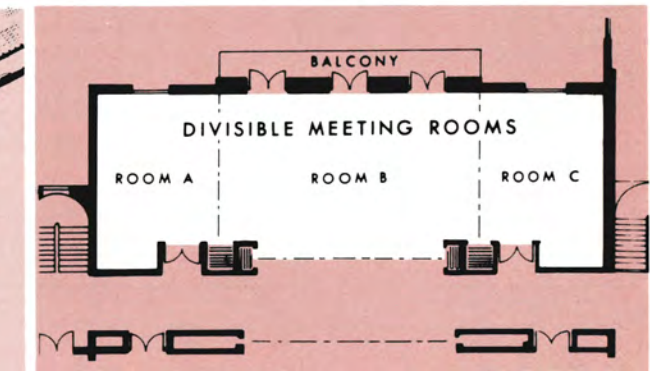 BALCONY
DIVISIBLE MEETING ROOMS
ROOM A ROOM B ROOM C